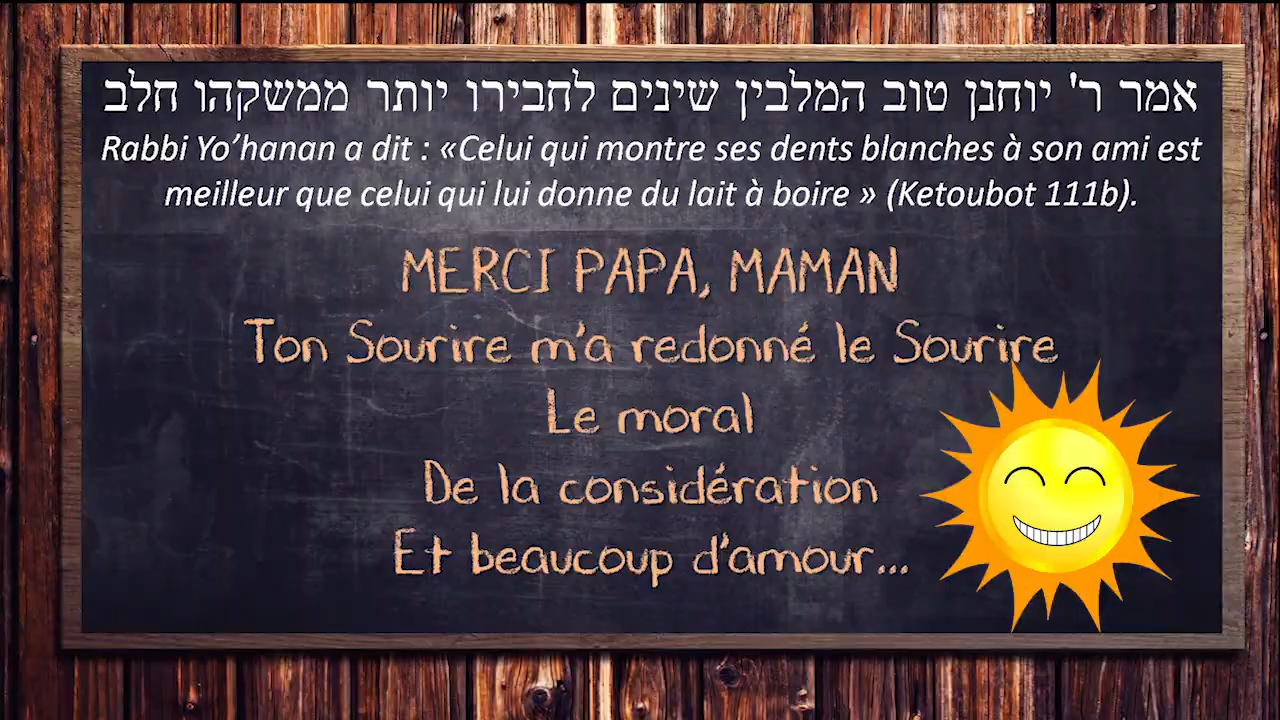 אמר ר' יוחנן טוב המלבין שינים לחבירו יותר ממשקהו חלב
Rabbi Yo’hanan a dit : «Celui qui montre ses dents blanches à son ami est
meilleur que celui qui lui donne du lait à boire » (Ketoubot 111b).
MERCI PAPA, MAMAN
Ton Sourire m'a redonné le Sourire
Le moral
De la considération
Et beaucoup d'amour...